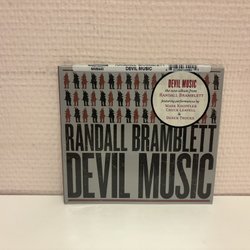 DEVIL MUSIC
DEVIL MUSIC
the new album from
RANDALL BRAMBLETT
featuring performances by
MARK KNOPFLER
CHUCK LEAVELL
& DEREK TRUCKS
RANDALL BRAMBLETT
DEVIL MUSIC